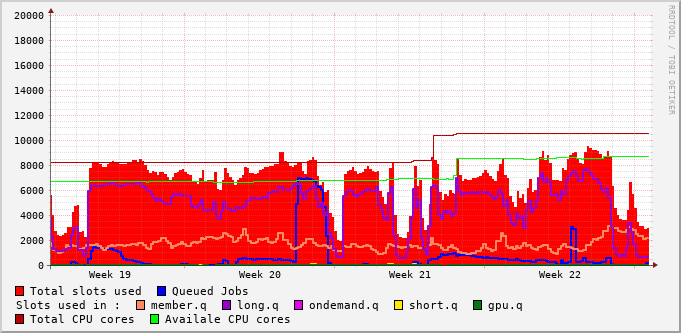 20000
18000
16000
14000
12000
10000
8000
6000
4000
2000
0
Week 19 Week 20 Week 21 Week 22
RRDTOOL / TOBI OETIKER
Total slots used Queued Jobs
Slots used in : member.q long.q ondemand.q short.q gpu.q
Total CPU cores Availale CPU cores